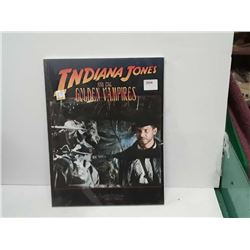 INDIANA JONES
AND THE
GOLDEN VAMPIRES